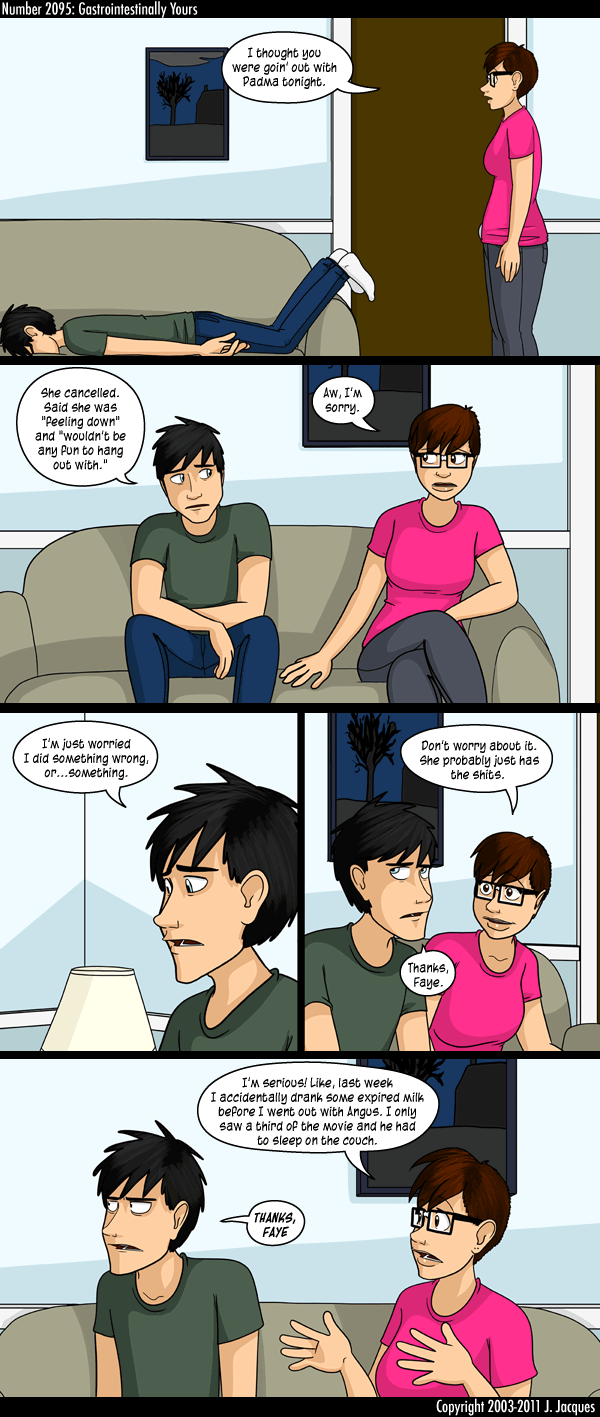 Number 2095: Gastrointestinally Yours
I thought you
were goin' out with
Padma tonight.
She cancelled.
Said she was
"feeling down"
and "wouldn't be
any fun to hang
out with."
Aw, I'm
sorry.
I'm just worried
I did something wrong,
or...something.
Don't worry about it.
She probably just has
the shits.
Thanks,
Faye.
I'm serious! Like, last week
I accidentally drank some expired milk
before I went out with Angus. I only
saw a third of the movie and he had
to sleep on the couch.
THANKS,
FAYE
Copyright 2003-2011 J. Jacques